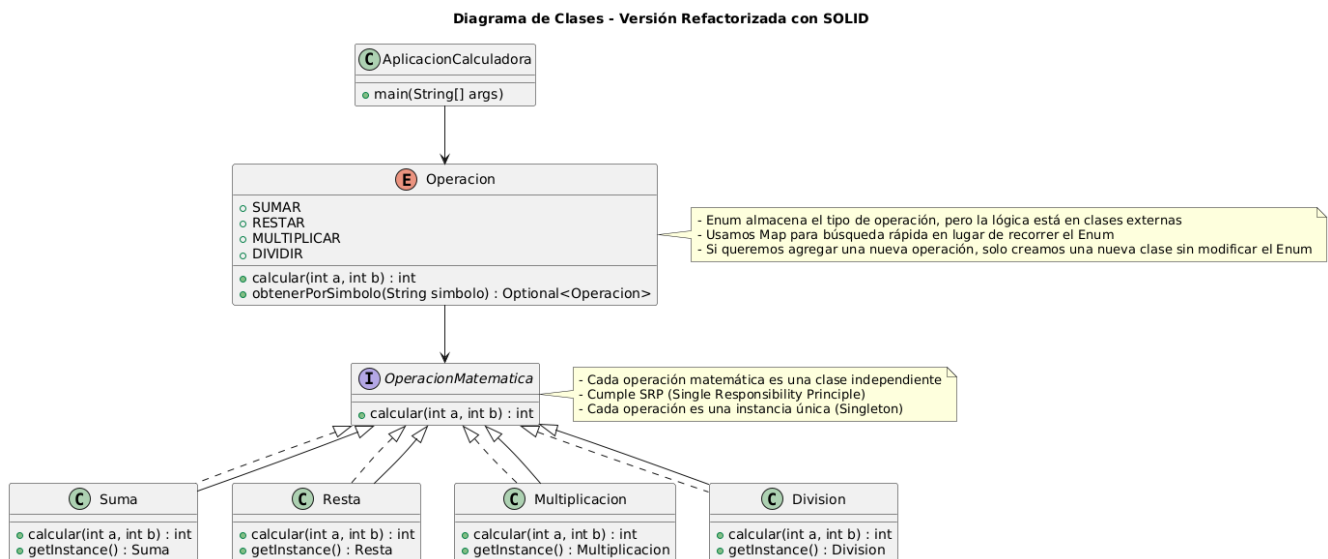 Diagrama de Clases - Versión Refactorizada con SOLID
C AplicacionCalculadora
main(String[] args)
E Operacion
SUMAR
RESTAR
MULTIPLICAR
DIVIDIR
calcular(int a, int b) : int
obtenerPorSimbolo(String simbolo) : Optional<Operacion>
- Enum almacena el tipo de operación, pero la lógica está en clases externas
- Usamos Map para búsqueda rápida en lugar de recorrer el Enum
- Si queremos agregar una nueva operación, solo creamos una nueva clase sin modificar el Enum
I OperacionMatematica
calcular(int a, int b) : int
- Cada operación matemática es una clase independiente
- Cumple SRP (Single Responsibility Principle)
- Cada operación es una instancia única (Singleton)
C Suma
calcular(int a, int b) : int
getInstance() : Suma
C Resta
calcular(int a, int b) : int
getInstance() : Resta
C Multiplicacion
calcular(int a, int b) : int
getInstance() : Multiplicacion
C Division
calcular(int a, int b) : int
getInstance() : Division